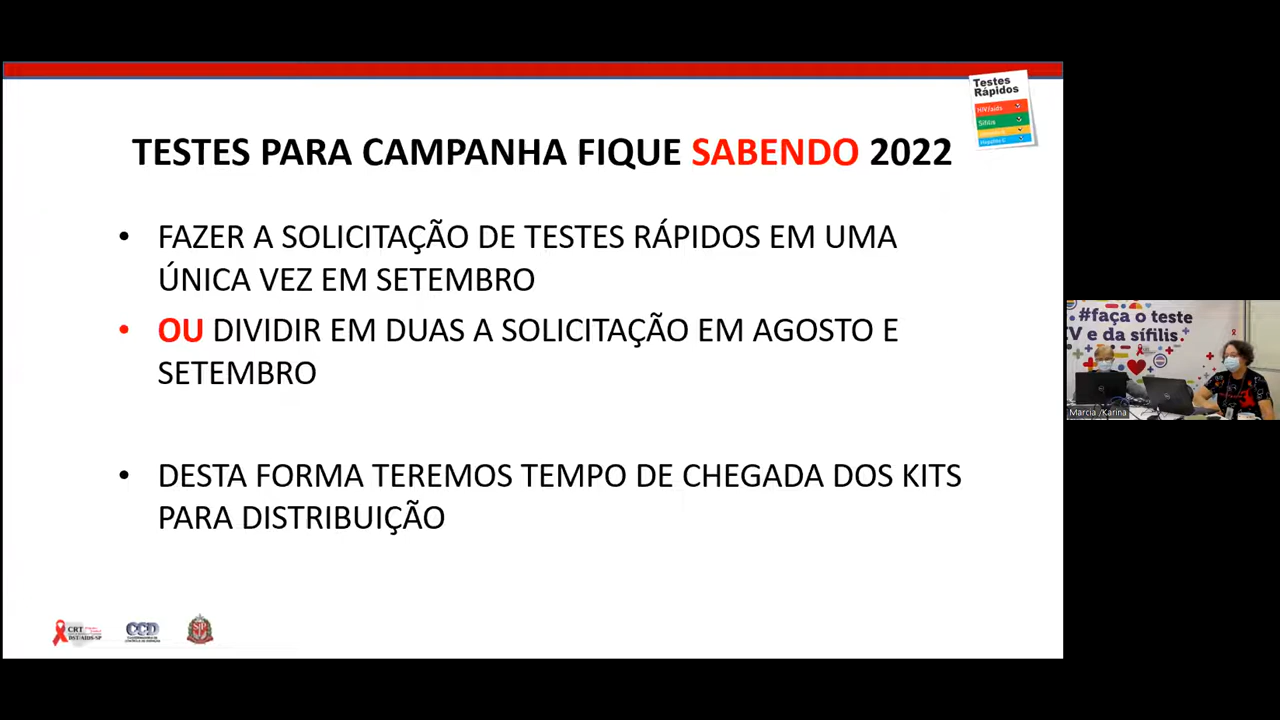 Testes
Rápidos
HIV/aids
Sífilis
TESTES PARA CAMPANHA FIQUE SABENDO 2022
• FAZER A SOLICITAÇÃO DE TESTES RÁPIDOS EM UMA
ÚNICA VEZ EM SETEMBRO
• OU DIVIDIR EM DUAS A SOLICITAÇÃO EM AGOSTO E
SETEMBRO
• DESTA FORMA TEREMOS TEMPO DE CHEGADA DOS KITS
PARA DISTRIBUIÇÃO
CRT
DST/AIDS-SP
CCD
#faça o teste
V e da sífilis
Marcia /Karina